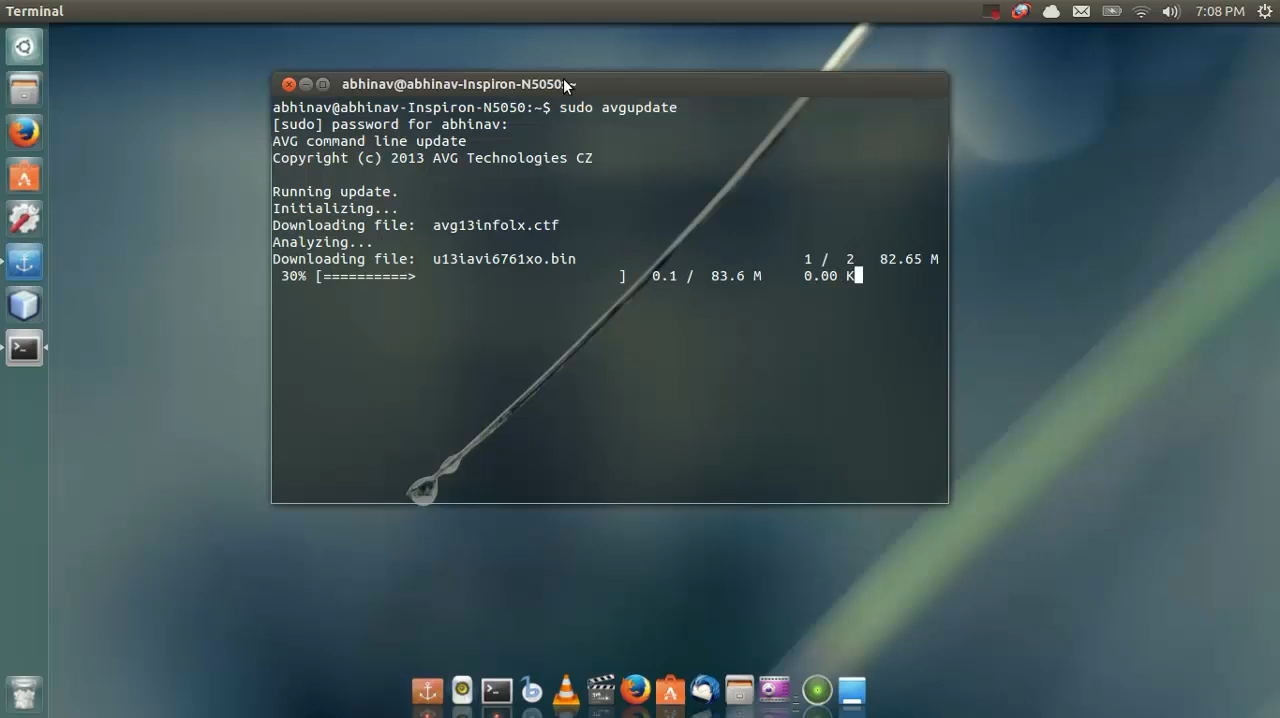 Terminal
7:08 PM
abhinav@abhinav-Inspiron-N5050: ~
abhinav@abhinav-Inspiron-N5050:~$ sudo avgupdate
[sudo] password for abhinav:
AVG command line update
Copyright (c) 2013 AVG Technologies CZ
Running update.
Initializing...
Downloading file:  avg13infolx.ctf
Analyzing...
Downloading file:  u13iavi6761xo.bin                           1 /  2   82.65 M
 30% [==========>                        ]   0.1 /  83.6 M     0.00 K